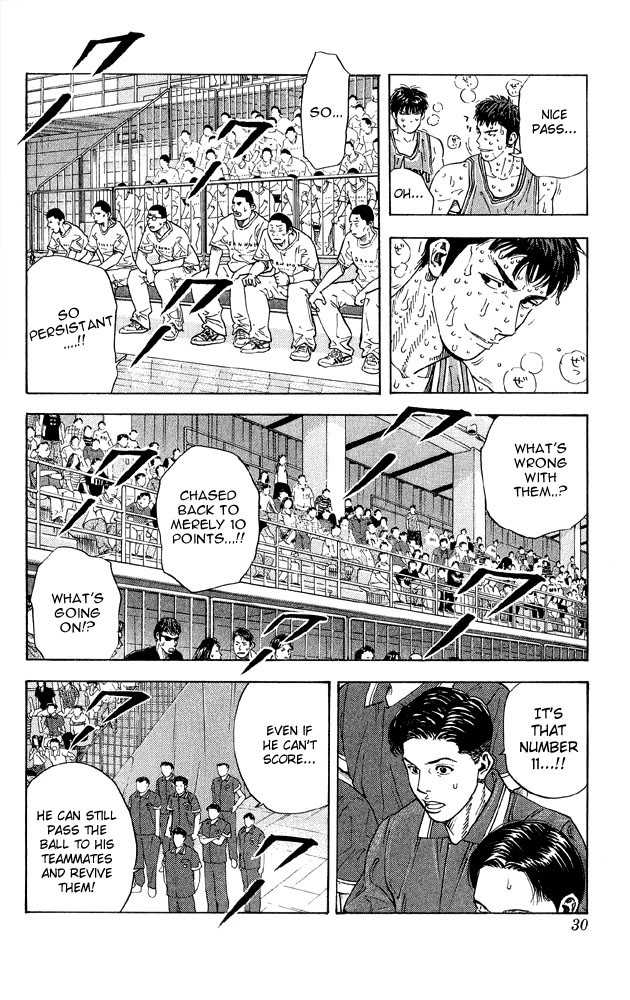 NICE
PASS...
OH...
ぜ
ぜ
SO...
SO
PERSISTANT
....!!
WHAT'S
WRONG
WITH
THEM..?
CHASED
BACK TO
MERELY 10
POINTS...!!
WHAT'S
GOING
ON!?
IT'S
THAT
NUMBER
11...!!
EVEN IF
HE CAN'T
SCORE...
HE CAN STILL
PASS THE
BALL TO HIS
TEAMMATES
AND REVIVE
THEM!
30